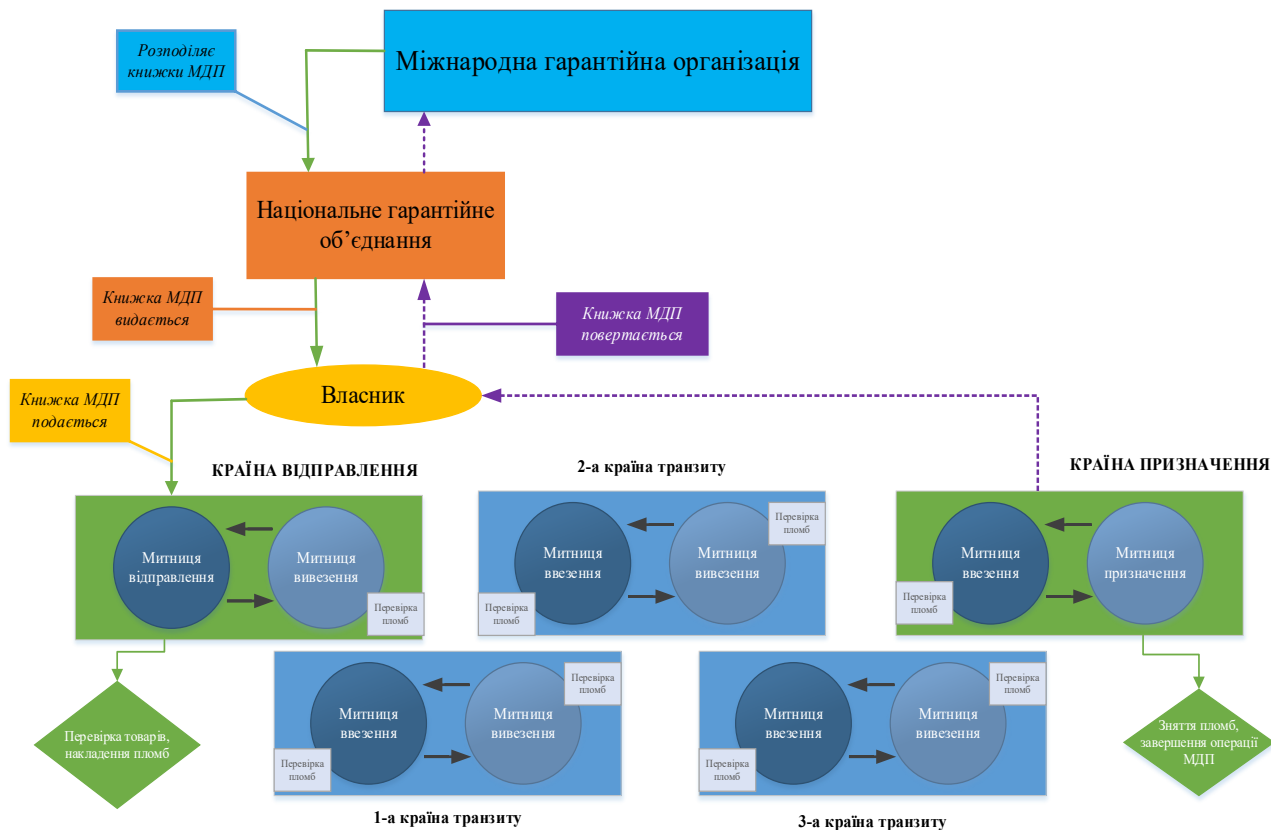 Розподіляє
книжки МДП
Міжнародна гарантійна організація
Національне гарантійне
об’єднання
Книжка МДП
видається
Книжка МДП
повертається
Власник
Книжка МДП
подається
КРАЇНА ВІДПРАВЛЕННЯ
2-а країна транзиту
КРАЇНА ПРИЗНАЧЕННЯ
Митниця
відправлення
Митниця
вивезення
Перевірка
пломб
Митниця
ввезення
Митниця
вивезення
Перевірка
пломб
Перевірка
пломб
Митниця
ввезення
Митниця
призначення
Перевірка
пломб
Перевірка товарів,
накладення пломб
Митниця
ввезення
Митниця
вивезення
Перевірка
пломб
Перевірка
пломб
1-а країна транзиту
Митниця
ввезення
Митниця
вивезення
Перевірка
пломб
Перевірка
пломб
3-а країна транзиту
Зняття пломб,
завершення операції
МДП